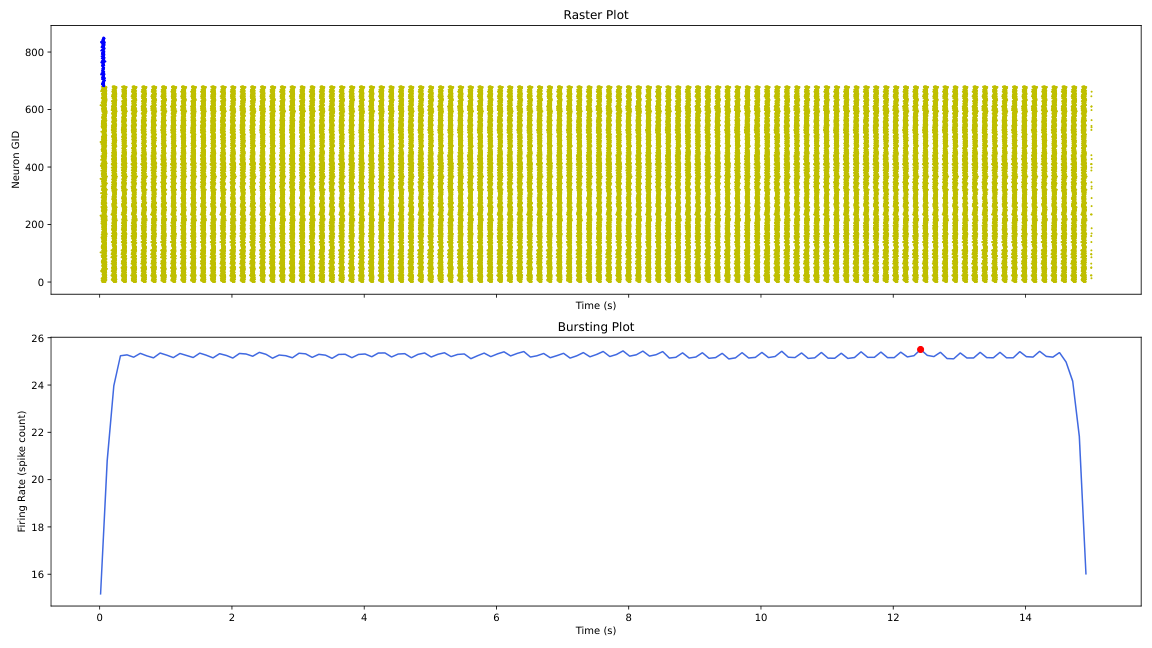 Raster Plot
800
600
400
200
0
Neuron GID
Time (s)
Bursting Plot
26
24
22
20
18
16
Firing Rate (spike count)
0 2 4 6 8 10 12 14
Time (s)